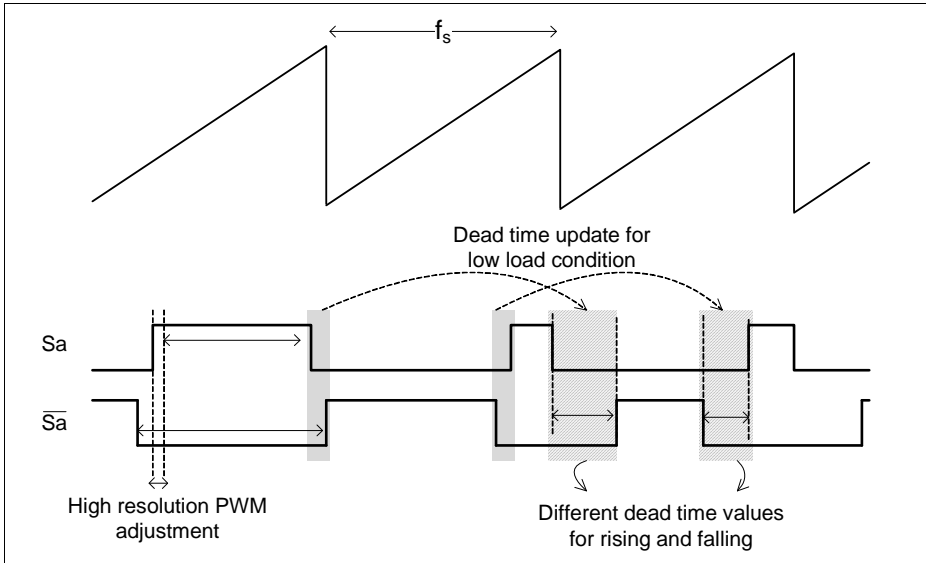 fs
Dead time update for
low load condition
Sa
S̅a̅
High resolution PWM
adjustment
Different dead time values
for rising and falling